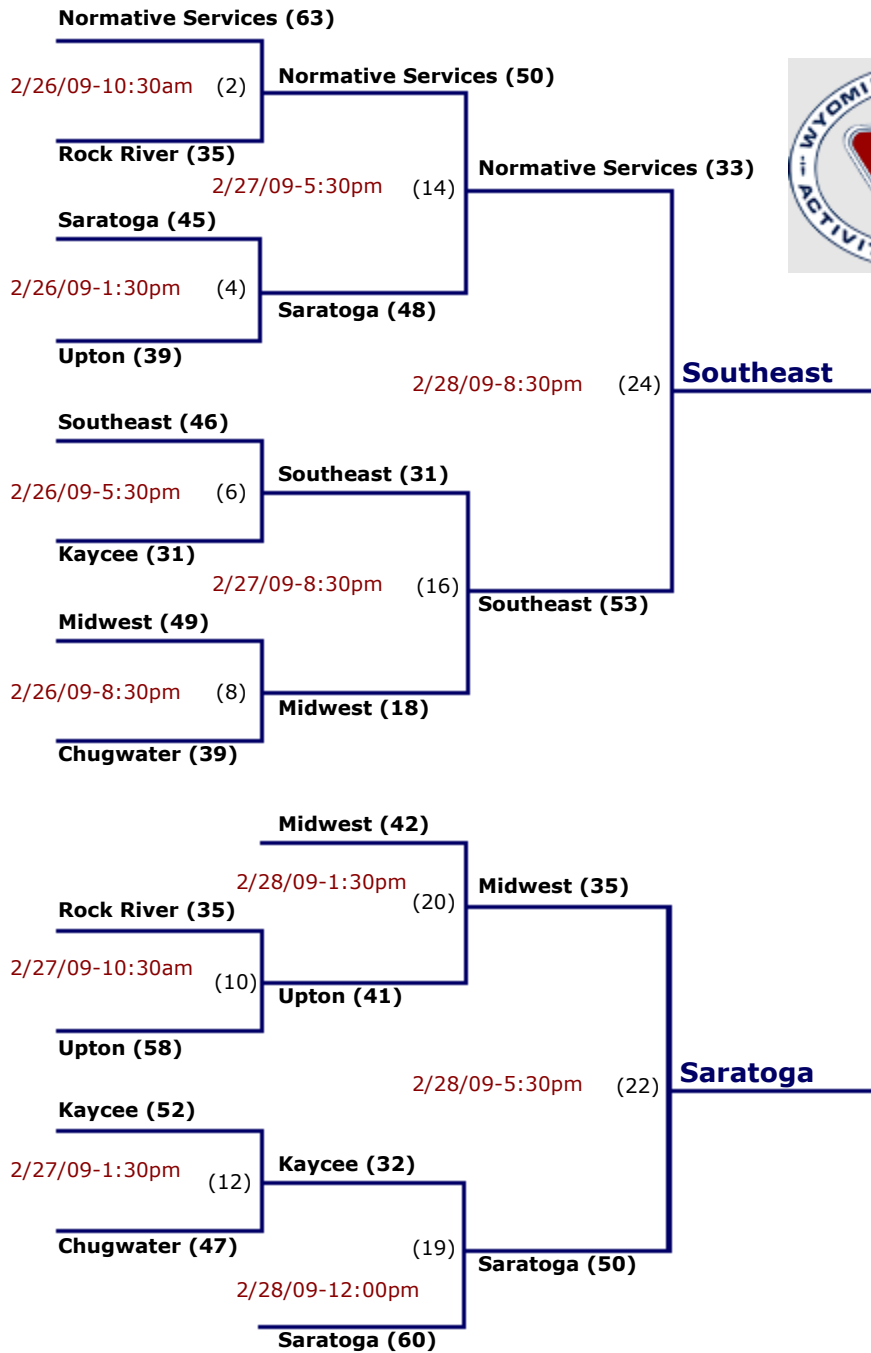 Normative Services (63)
2/26/09-10:30am (2)
Normative Services (50)
Rock River (35)
2/27/09-5:30pm (14)
Normative Services (33)
Saratoga (45)
2/26/09-1:30pm (4)
Saratoga (48)
Upton (39)
2/28/09-8:30pm (24)
Southeast
Southeast (46)
2/26/09-5:30pm (6)
Southeast (31)
Kaycee (31)
2/27/09-8:30pm (16)
Southeast (53)
Midwest (49)
2/26/09-8:30pm (8)
Midwest (18)
Chugwater (39)
Midwest (42)
2/28/09-1:30pm
(20)
Midwest (35)
Rock River (35)
2/27/09-10:30am
(10)
Upton (41)
Upton (58)
2/28/09-5:30pm (22)
Saratoga
Kaycee (52)
2/27/09-1:30pm
(12)
Kaycee (32)
Chugwater (47)
(19)
Saratoga (50)
2/28/09-12:00pm
Saratoga (60)
WYOMI
ACTIVIT